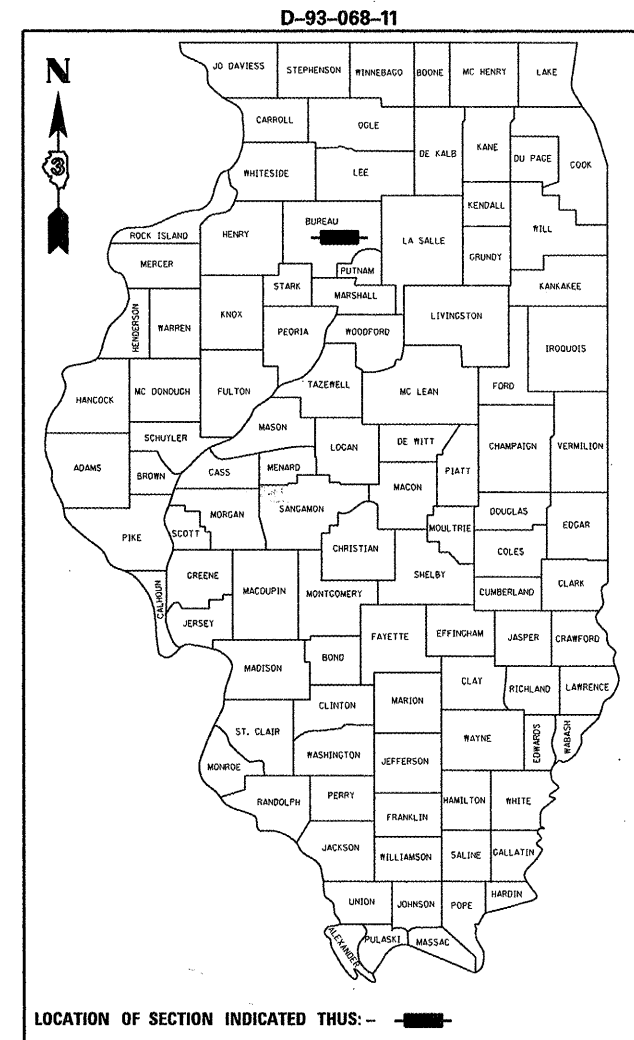 D-93-068-11
N
3
JO DAVIESS STEPHENSON WINNEBAGO BOONE MC HENRY LAKE
CARROLL OGLE DE KALB KANE DU PAGE COOK
WHITESIDE LEE
KENDALL
ROCK ISLAND HENRY BUREAU LA SALLE GRUNDY WILL
MERCER PUTNAM
STARK MARSHALL KANKAKEE
HENDERSON WARREN KNOX PEORIA WOODFORD LIVINGSTON IROQUOIS
HANCOCK MC DONOUGH FULTON TAZEWELL MC LEAN FORD
SCHUYLER MASON LOGAN DE WITT CHAMPAIGN VERMILION
ADAMS BROWN CASS MENARD MACON PIATT
PIKE SCOTT MORGAN SANGAMON CHRISTIAN MOULTRIE DOUGLAS EDGAR
COLES
CALHOUN GREENE MACOUPIN MONTGOMERY SHELBY CUMBERLAND CLARK
JERSEY FAYETTE EFFINGHAM JASPER CRAWFORD
MADISON BOND
CLAY RICHLAND LAWRENCE
CLINTON MARION
ST. CLAIR WAYNE EDWARDS WABASH
MONROE WASHINGTON JEFFERSON
RANDOLPH PERRY FRANKLIN HAMILTON WHITE
JACKSON WILLIAMSON SALINE GALLATIN
UNION JOHNSON POPE HARDIN
ALEXANDER PULASKI MASSAC
LOCATION OF SECTION INDICATED THUS: -